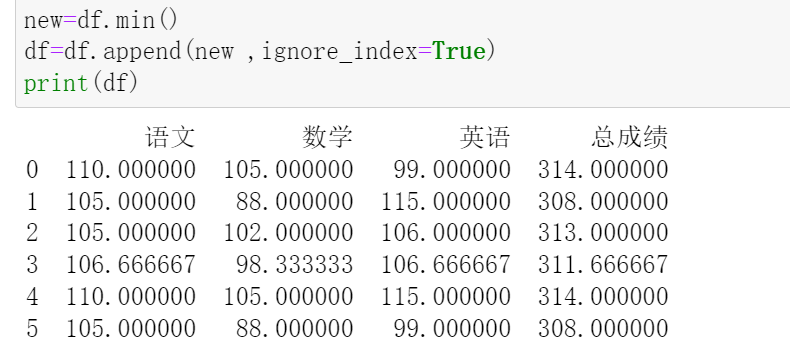 new=df.min()
df=df.append(new ,ignore_index=True)
print(df)
语文 数学 英语 总成绩
0 110.000000 105.000000 99.000000 314.000000
1 105.000000 88.000000 115.000000 308.000000
2 105.000000 102.000000 106.000000 313.000000
3 106.666667 98.333333 106.666667 311.666667
4 110.000000 105.000000 115.000000 314.000000
5 105.000000 88.000000 99.000000 308.000000